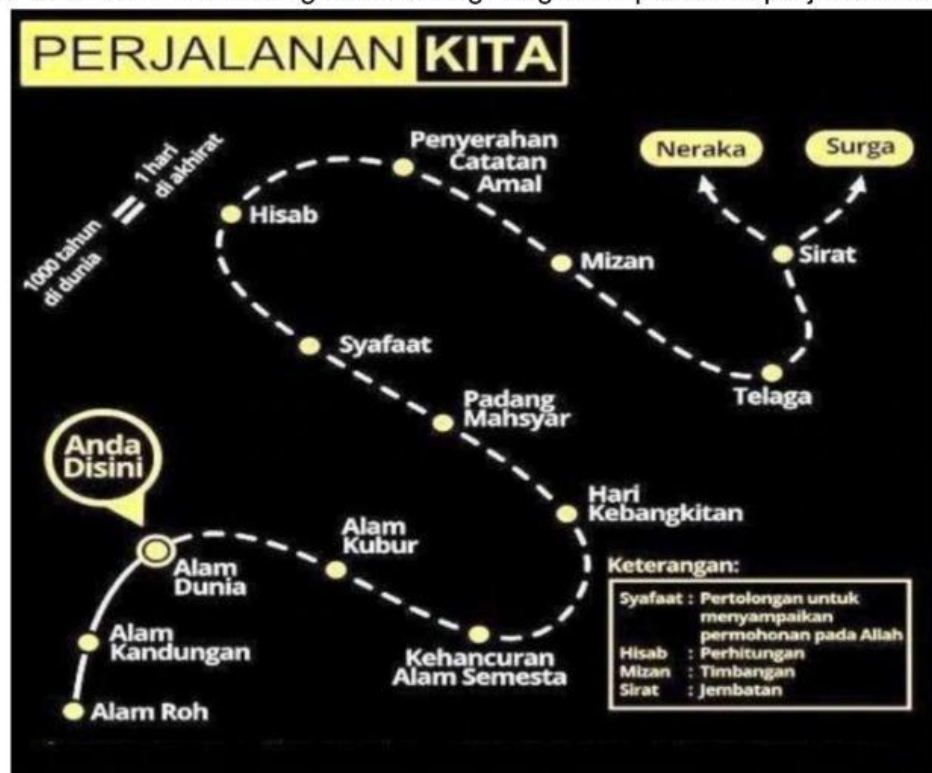 PERJALANAN KITA
1000 tahun
di dunia
=
1 hari
di akhirat
Penyerahan
Catatan
Amal
Neraka
Surga
Hisab
Mizan
Sirat
Syafaat
Telaga
Padang
Mahsyar
Anda
Disini
Hari
Kebangkitan
Alam
Kubur
Alam
Dunia
Alam
Kandungan
Kehancuran
Alam Semesta
Alam Roh
Keterangan:
Syafaat : Pertolongan untuk
menyampaikan
permohonan pada Allah
Hisab : Perhitungan
Mizan : Timbangan
Sirat : Jembatan